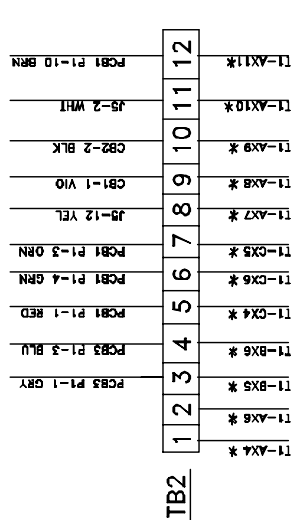 PCB1 P1-10 BRN 12 T1-AX11*
J5-2 WHT 11 T1-AX10*
CB2-2 BLK 10 T1-AX9 *
CB1-1 VIO 9 T1-AX8 *
J5-12 YEL 8 T1-AX7 *
PCB1 P1-3 ORN 7 T1-CX5 *
PCB1 P1-4 GRN 6 T1-CX6 *
PCB1 P1-1 RED 5 T1-CX4 *
PCB3 P1-3 BLU 4 T1-BX6 *
PCB3 P1-1 GRY 3 T1-BX5 *
2 T1-AX6 *
1 T1-AX4 *
TB2